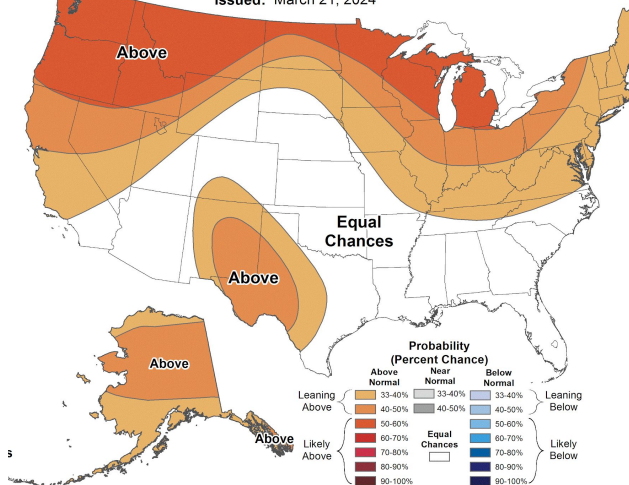 Issued: March 21, 2024
Above
Equal
Chances
Above
Above
Above
s
Probability
(Percent Chance)
Above
Normal
Near
Normal
Below
Normal
Leaning
Above
33-40%
33-40%
33-40%
Leaning
Below
40-50%
40-50%
40-50%
Likely
Above
50-60%
50-60%
Likely
Below
60-70%
60-70%
70-80%
70-80%
80-90%
80-90%
90-100%
90-100%
Equal
Chances